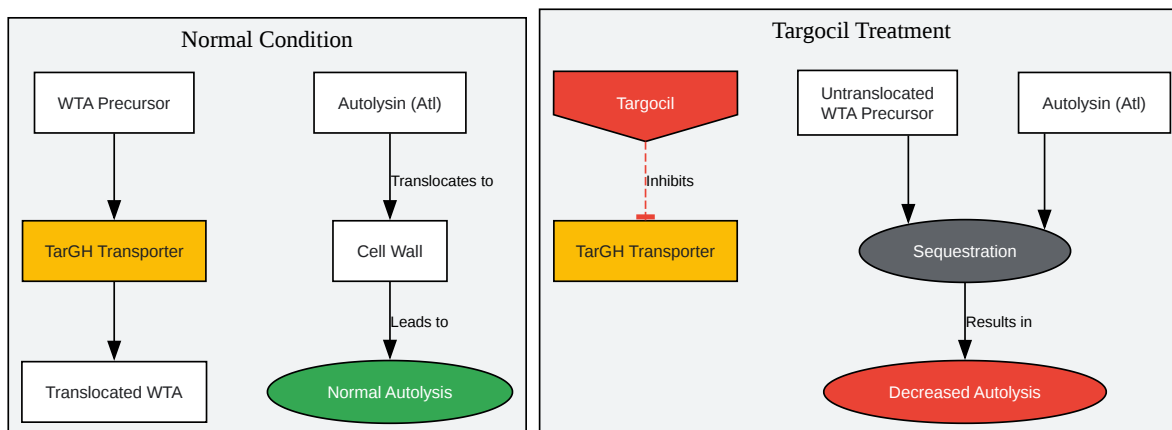 Normal Condition
WTA Precursor
Autolysin (Atl)
Translocates to
TarGH Transporter
Cell Wall
Leads to
Translocated WTA
Normal Autolysis
Targocil Treatment
Targocil
Untranslocated
WTA Precursor
Autolysin (Atl)
Inhibits
TarGH Transporter
Sequestration
Results in
Decreased Autolysis